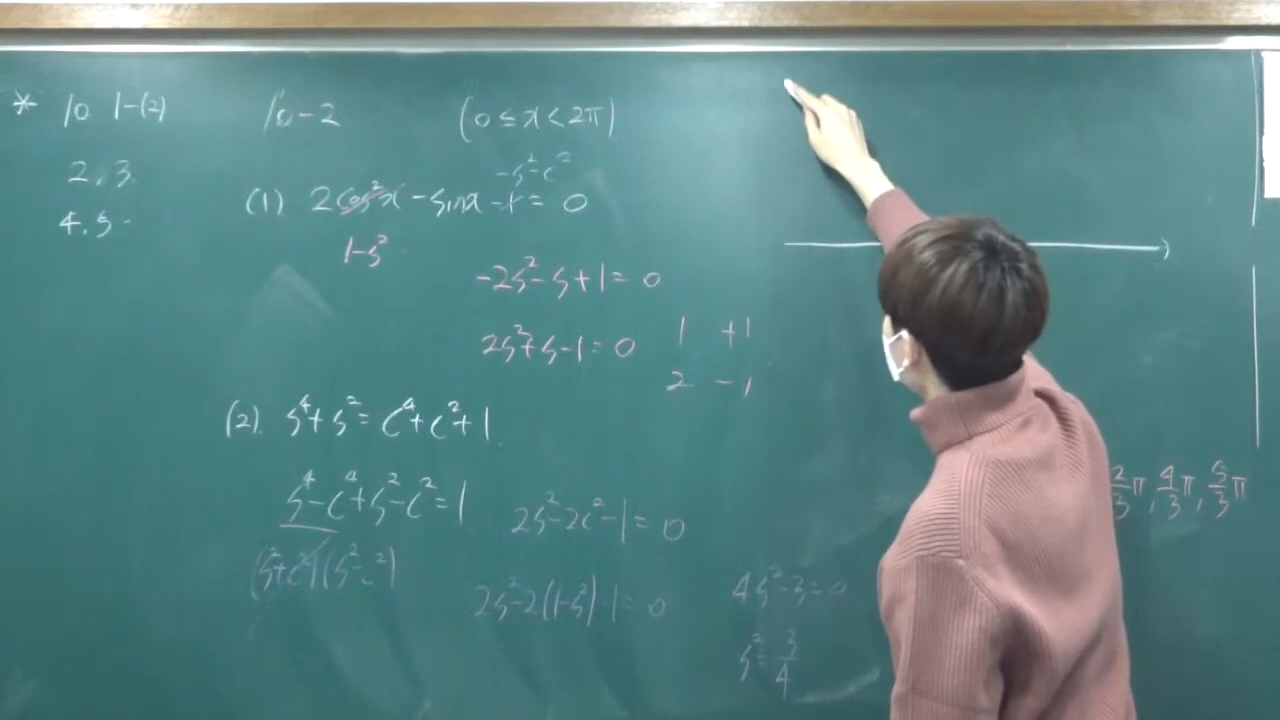 * 10 1-(2)
2, 3
4. 5
10-2 (0 ≤ x < 2π)
-s²-c²
(1) 2cos²x - sinx - 1 = 0
1-s²
-2s²-s+1=0
2s²+s-1=0
1 +1
2 -1
(2) s⁴+s²=c⁴+c²+1
s⁴-c⁴+s²-c²=1
(s²+c²)(s²-c²)
2s²-2c²-1=0
2s²-2(1-s²)-1=0
4s²-3=0
s²=3/4
2/3π, 4/3π, 5/3π